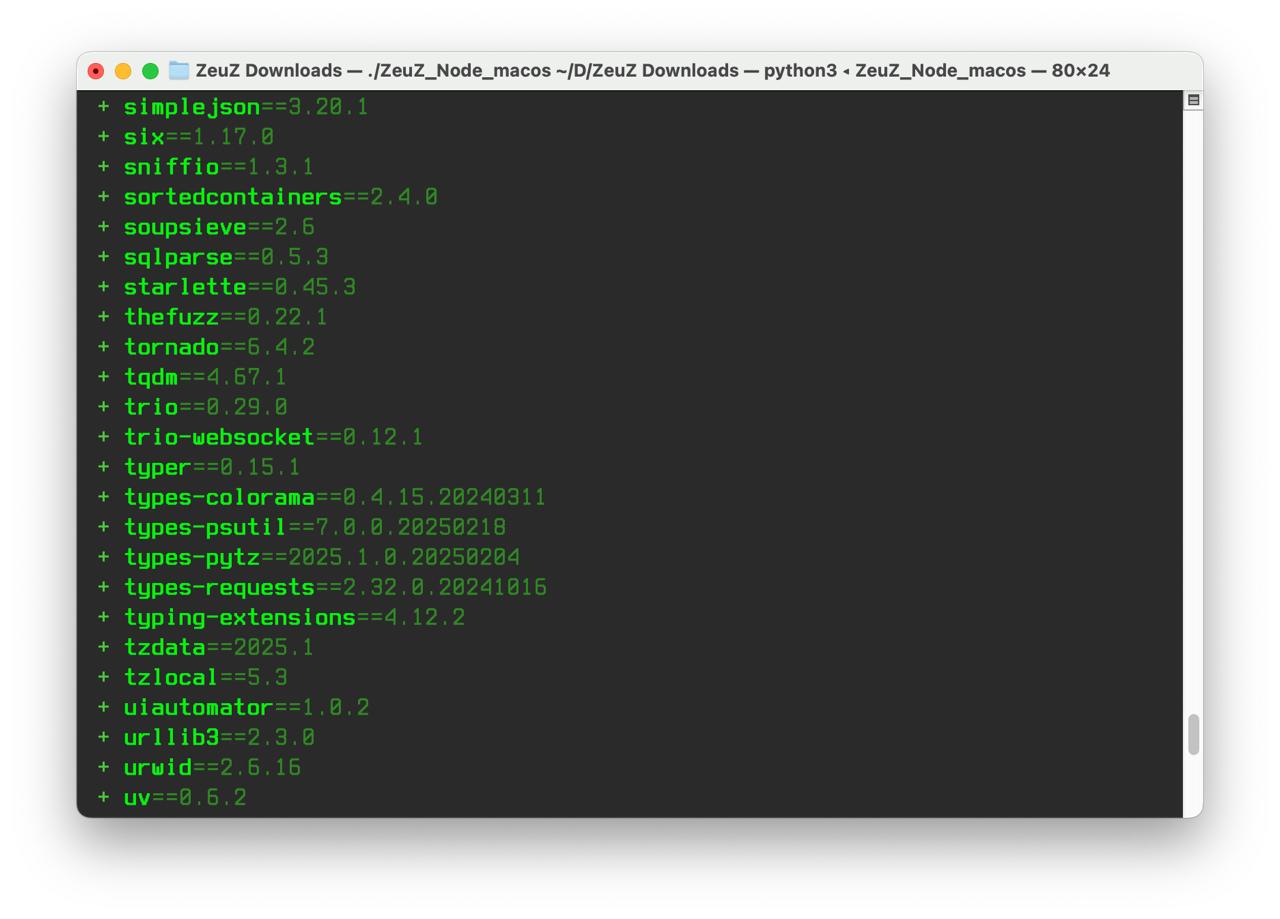 ZeuZ Downloads — ./ZeuZ_Node_macos ~/D/ZeuZ Downloads — python3 ◂ ZeuZ_Node_macos — 80×24
+ simplejson==3.20.1
+ six==1.17.0
+ sniffio==1.3.1
+ sortedcontainers==2.4.0
+ soupsieve==2.6
+ sqlparse==0.5.3
+ starlette==0.45.3
+ thefuzz==0.22.1
+ tornado==6.4.2
+ tqdm==4.67.1
+ trio==0.29.0
+ trio-websocket==0.12.1
+ typer==0.15.1
+ types-colorama==0.4.15.20240311
+ types-psutil==7.0.0.20250218
+ types-pytz==2025.1.0.20250204
+ types-requests==2.32.0.20241016
+ typing-extensions==4.12.2
+ tzdata==2025.1
+ tzlocal==5.3
+ uiautomator==1.0.2
+ urllib3==2.3.0
+ urwid==2.6.16
+ uv==0.6.2